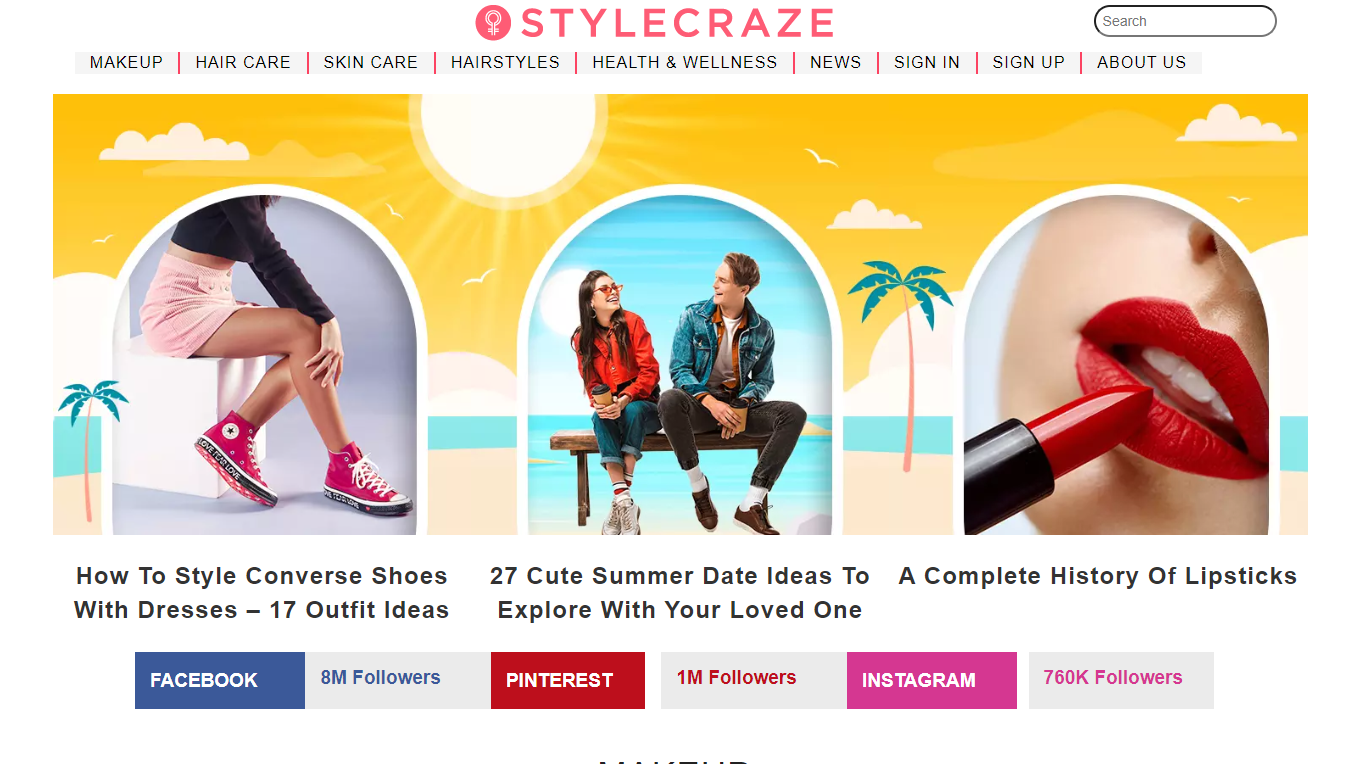 STYLECRAZE
Search
MAKEUP
HAIR CARE
SKIN CARE
HAIRSTYLES
HEALTH & WELLNESS
NEWS
SIGN IN
SIGN UP
ABOUT US
How To Style Converse Shoes
With Dresses – 17 Outfit Ideas
27 Cute Summer Date Ideas To
Explore With Your Loved One
A Complete History Of Lipsticks
FACEBOOK
8M Followers
PINTEREST
1M Followers
INSTAGRAM
760K Followers
MAKEUP